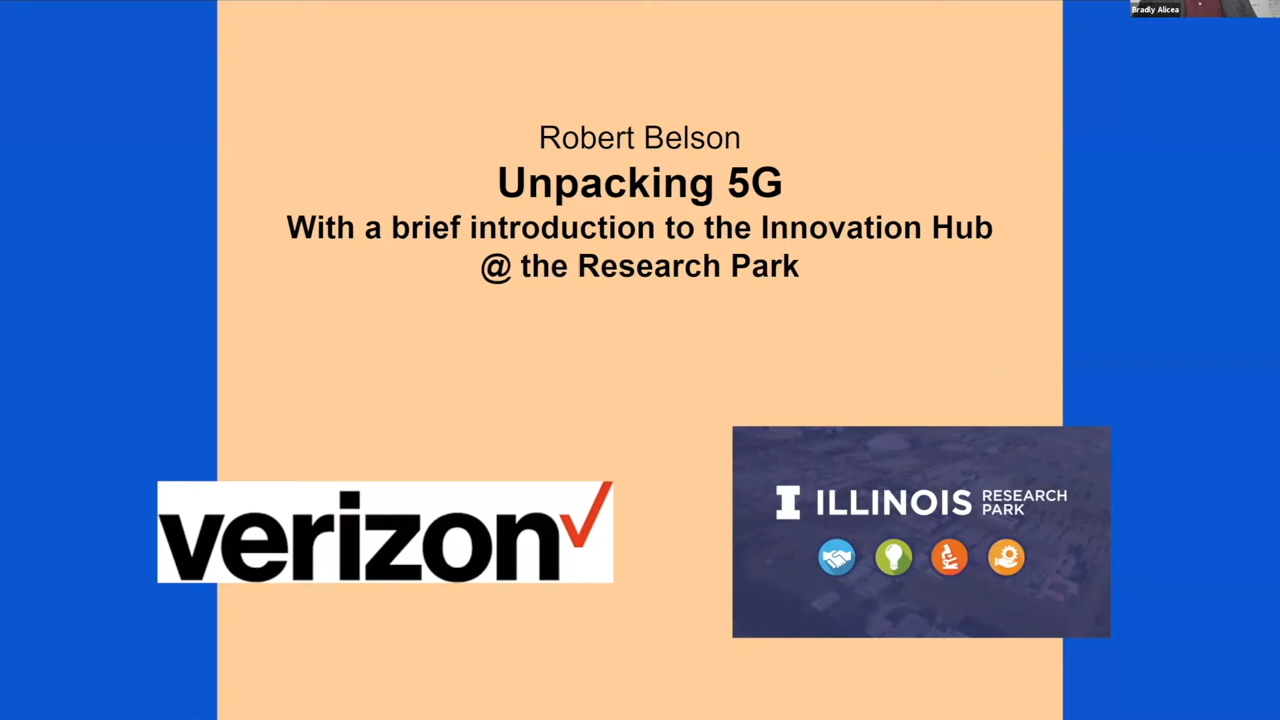 Bradly Alicea
Robert Belson
Unpacking 5G
With a brief introduction to the Innovation Hub
@ the Research Park
verizon
I ILLINOIS RESEARCH
PARK